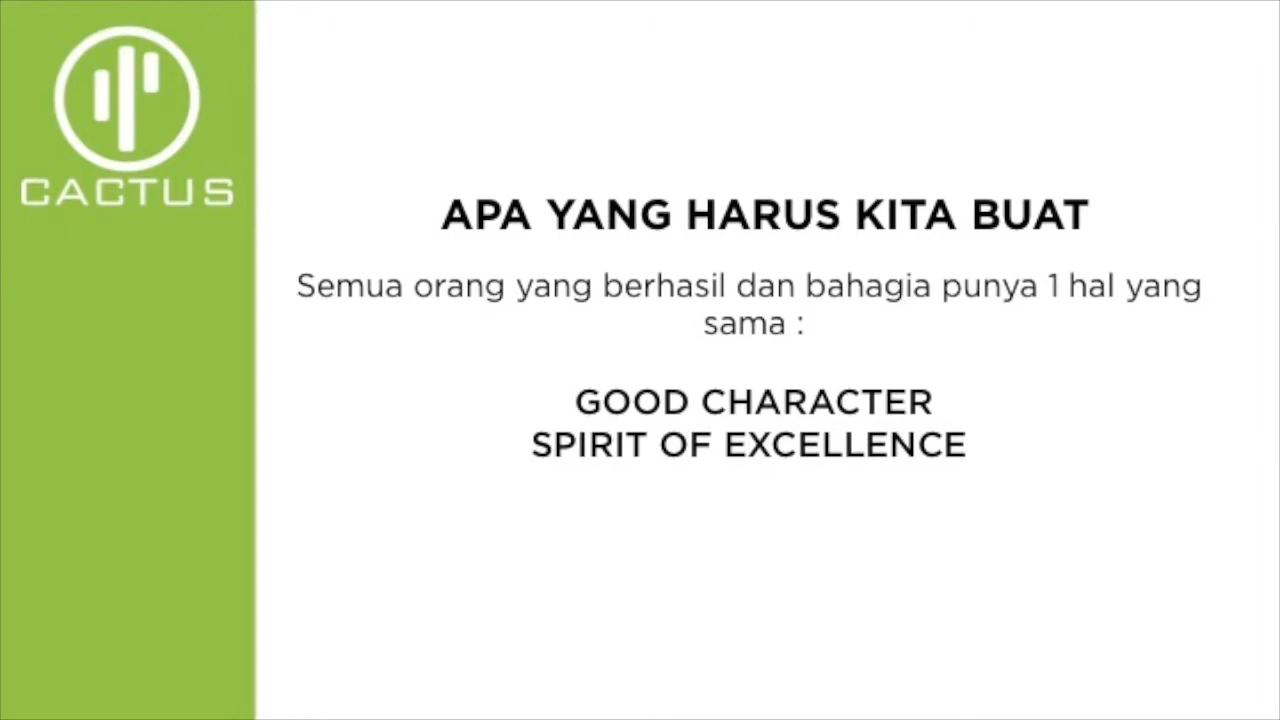 CACTUS
APA YANG HARUS KITA BUAT
Semua orang yang berhasil dan bahagia punya 1 hal yang
sama :
GOOD CHARACTER
SPIRIT OF EXCELLENCE